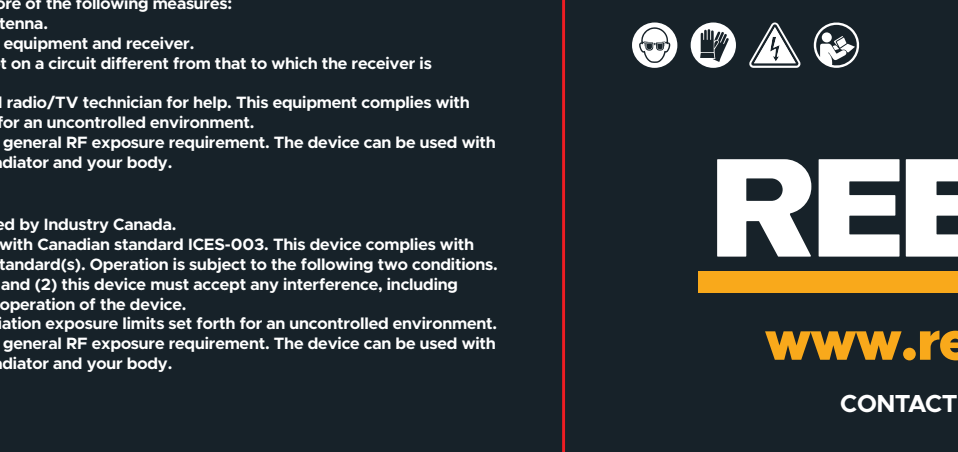 ore of the following measures:
tenna.
equipment and receiver.
t on a circuit different from that to which the receiver is
radio/TV technician for help. This equipment complies with
for an uncontrolled environment.
general RF exposure requirement. The device can be used with
adiator and your body.
ed by Industry Canada.
with Canadian standard ICES-003. This device complies with
tandard(s). Operation is subject to the following two conditions.
and (2) this device must accept any interference, including
operation of the device.
iation exposure limits set forth for an uncontrolled environment.
general RF exposure requirement. The device can be used with
adiator and your body.
REE
www.re
CONTACT